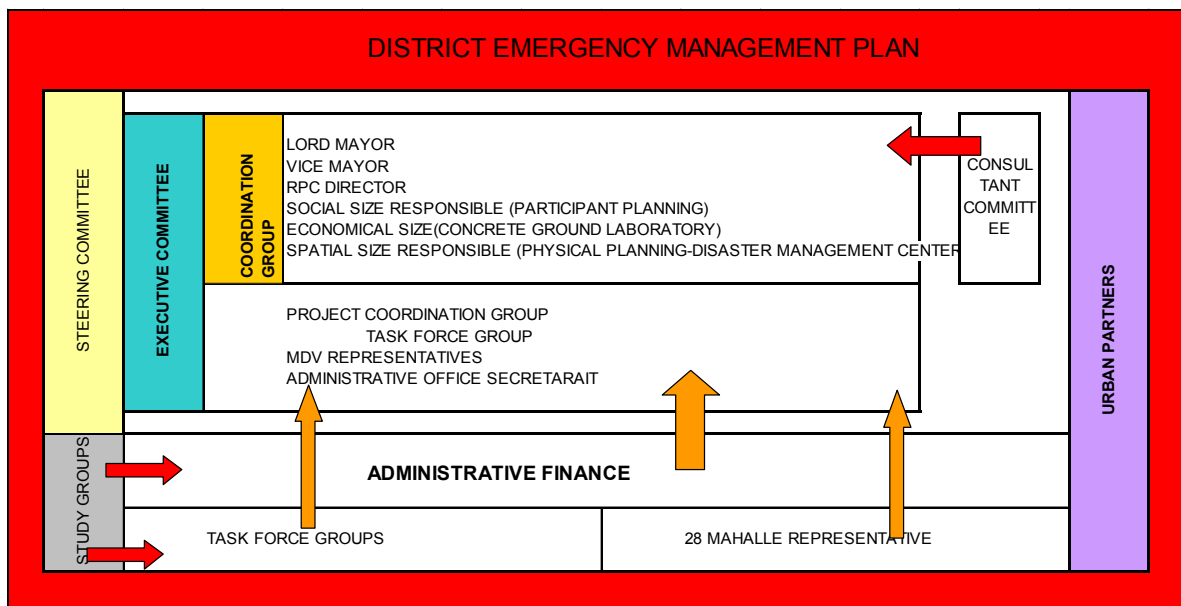 DISTRICT EMERGENCY MANAGEMENT PLAN
STEERING COMMITTEE
EXECUTIVE COMMITTEE
COORDINATION
GROUP
LORD MAYOR
VICE MAYOR
RPC DIRECTOR
SOCIAL SIZE RESPONSIBLE (PARTICIPANT PLANNING)
ECONOMICAL SIZE(CONCRETE GROUND LABORATORY)
SPATIAL SIZE RESPONSIBLE (PHYSICAL PLANNING-DISASTER MANAGEMENT CENTER
CONSUL
TANT
COMMITT
EE
URBAN PARTNERS
PROJECT COORDINATION GROUP
TASK FORCE GROUP
MDV REPRESENTATIVES
ADMINISTRATIVE OFFICE SECRETARAIT
STUDY GROUPS
ADMINISTRATIVE FINANCE
TASK FORCE GROUPS
28 MAHALLE REPRESENTATIVE